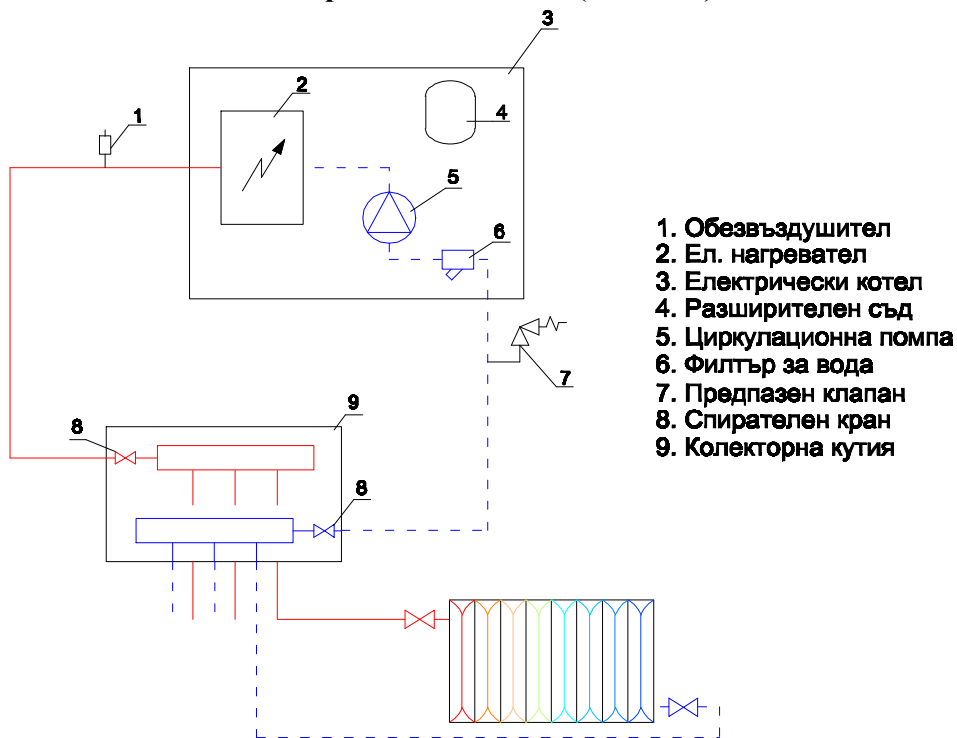 3
2
1
4
5
6
7
9
8
8
1. Обезвъздушител
2. Ел. нагревател
3. Електрически котел
4. Разширителен съд
5. Циркулационна помпа
6. Филтър за вода
7. Предпазен клапан
8. Спирателен кран
9. Колекторна кутия